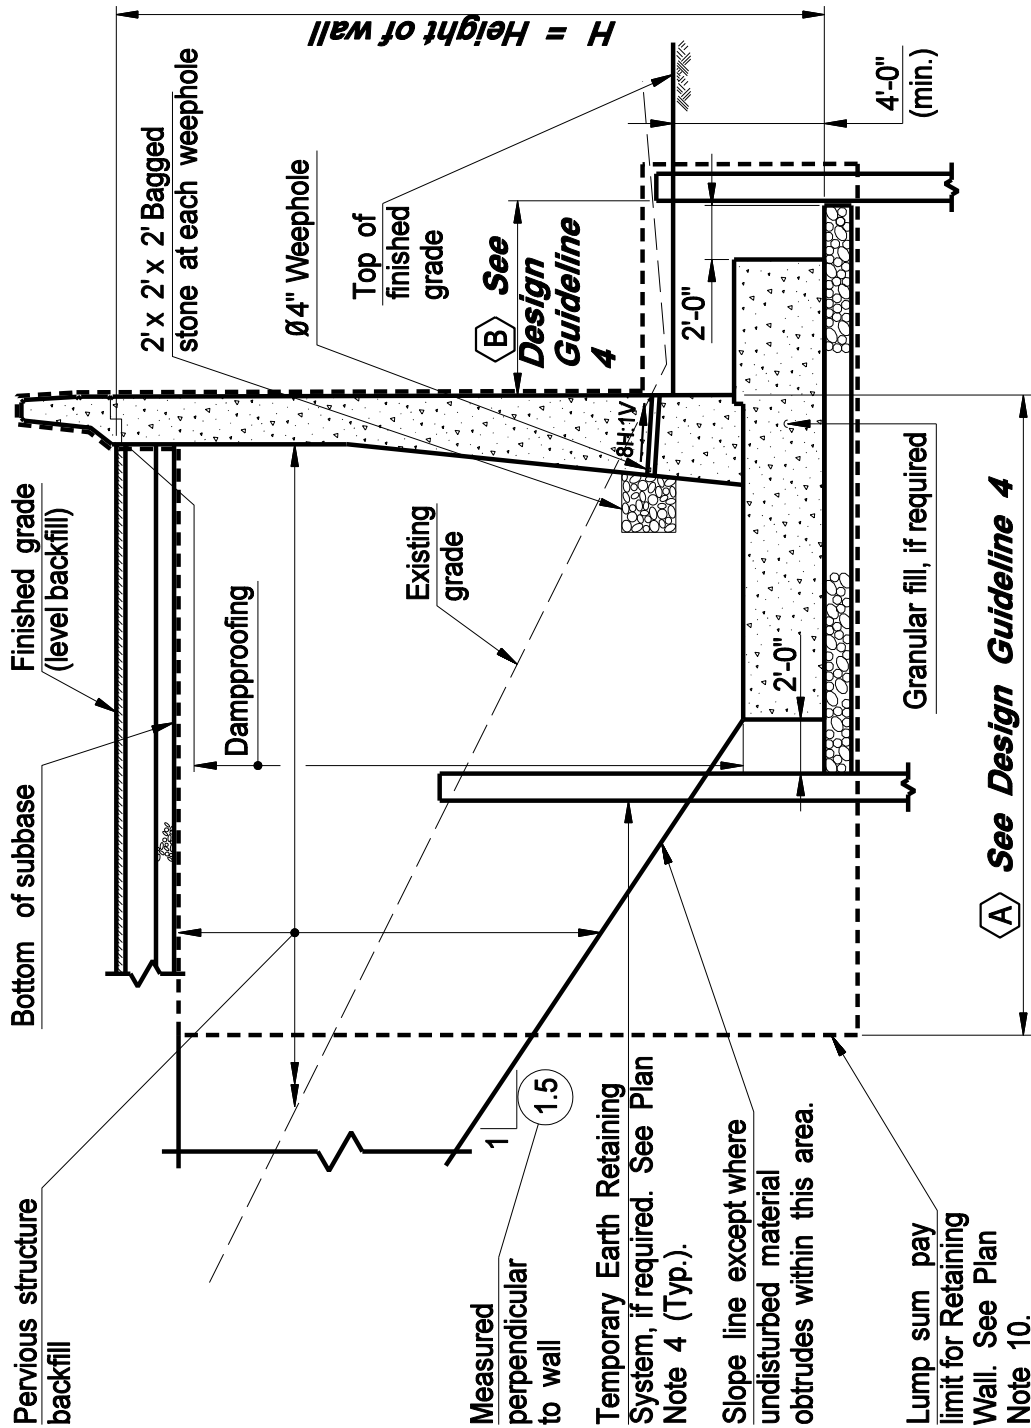 Pervious structure
backfill
Bottom of subbase
Finished grade
(level backfill)
2' x 2' x 2' Bagged
stone at each weephole
Ø4" Weephole
Top of
finished
grade
H = Height of wall
Dampproofing
Existing
grade
8H:1V
B See
Design
Guideline
4
4'-0"
(min.)
2'-0"
2'-0"
1
1.5
Measured
perpendicular
to wall
Temporary Earth Retaining
System, if required. See Plan
Note 4 (Typ.).
Slope line except where
undisturbed material
obtrudes within this area.
Lump sum pay
limit for Retaining
Wall. See Plan
Note 10.
Granular fill, if required
A See Design Guideline 4